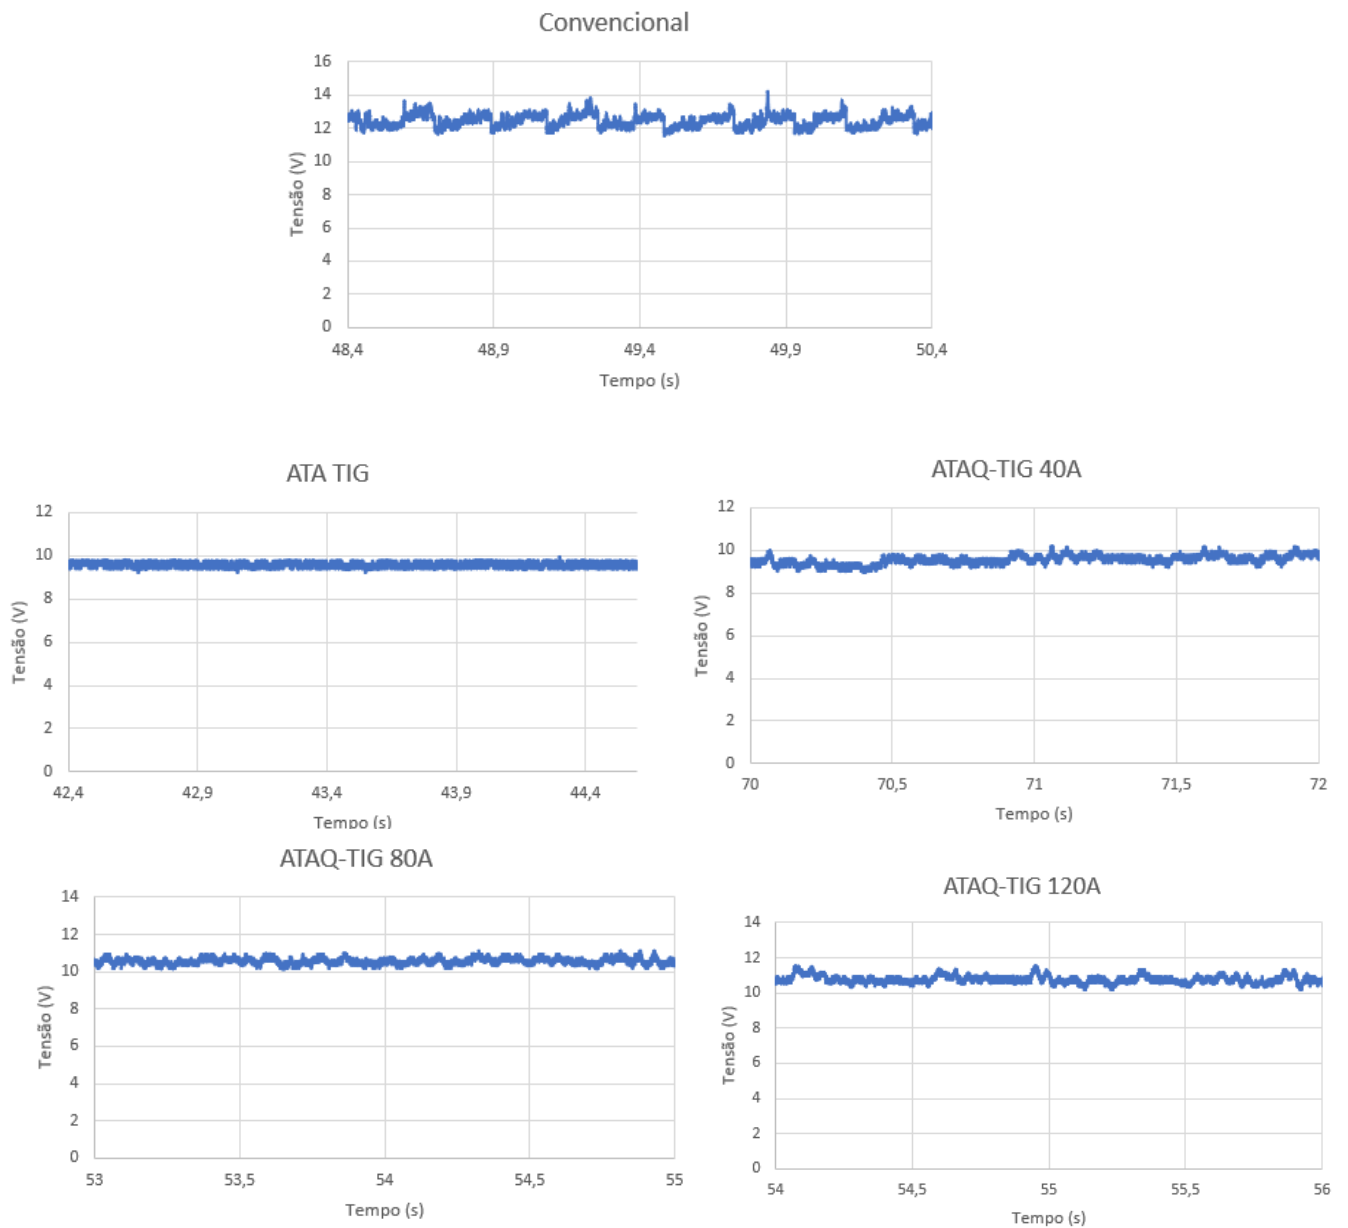 Convencional
16
14
12
10
8
6
4
2
0
Tensão (V)
48,4 48,9 49,4 49,9 50,4
Tempo (s)
ATA TIG
12
10
8
6
4
2
0
Tensão (V)
42,4 42,9 43,4 43,9 44,4
Tempo (s)
ATAQ-TIG 40A
12
10
8
6
4
2
0
Tensão (V)
70 70,5 71 71,5 72
Tempo (s)
ATAQ-TIG 80A
14
12
10
8
6
4
2
0
Tensão (V)
53 53,5 54 54,5 55
Tempo (s)
ATAQ-TIG 120A
14
12
10
8
6
4
2
0
Tensão (V)
54 54,5 55 55,5 56
Tempo (s)